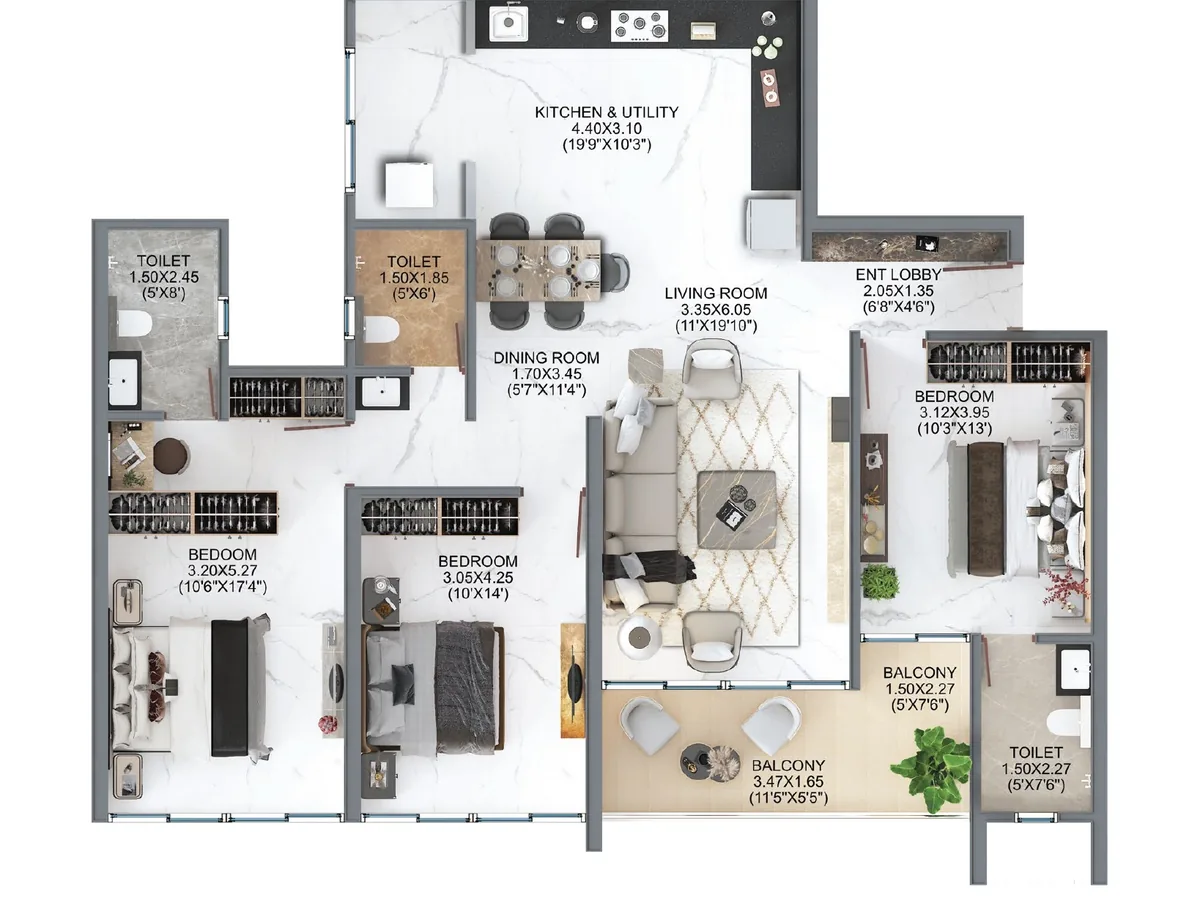 KITCHEN & UTILITY
4.40X3.10
(19'9"X10'3")
TOILET
1.50X2.45
(5'X8')
TOILET
1.50X1.85
(5'X6')
ENT LOBBY
2.05X1.35
(6'8"X4'6")
LIVING ROOM
3.35X6.05
(11'X19'10")
DINING ROOM
1.70X3.45
(5'7"X11'4")
BEDROOM
3.12X3.95
(10'3"X13')
BEDOOM
3.20X5.27
(10'6"X17'4")
BEDROOM
3.05X4.25
(10'X14')
BALCONY
1.50X2.27
(5'X7'6")
BALCONY
3.47X1.65
(11'5"X5'5")
TOILET
1.50X2.27
(5'X7'6")